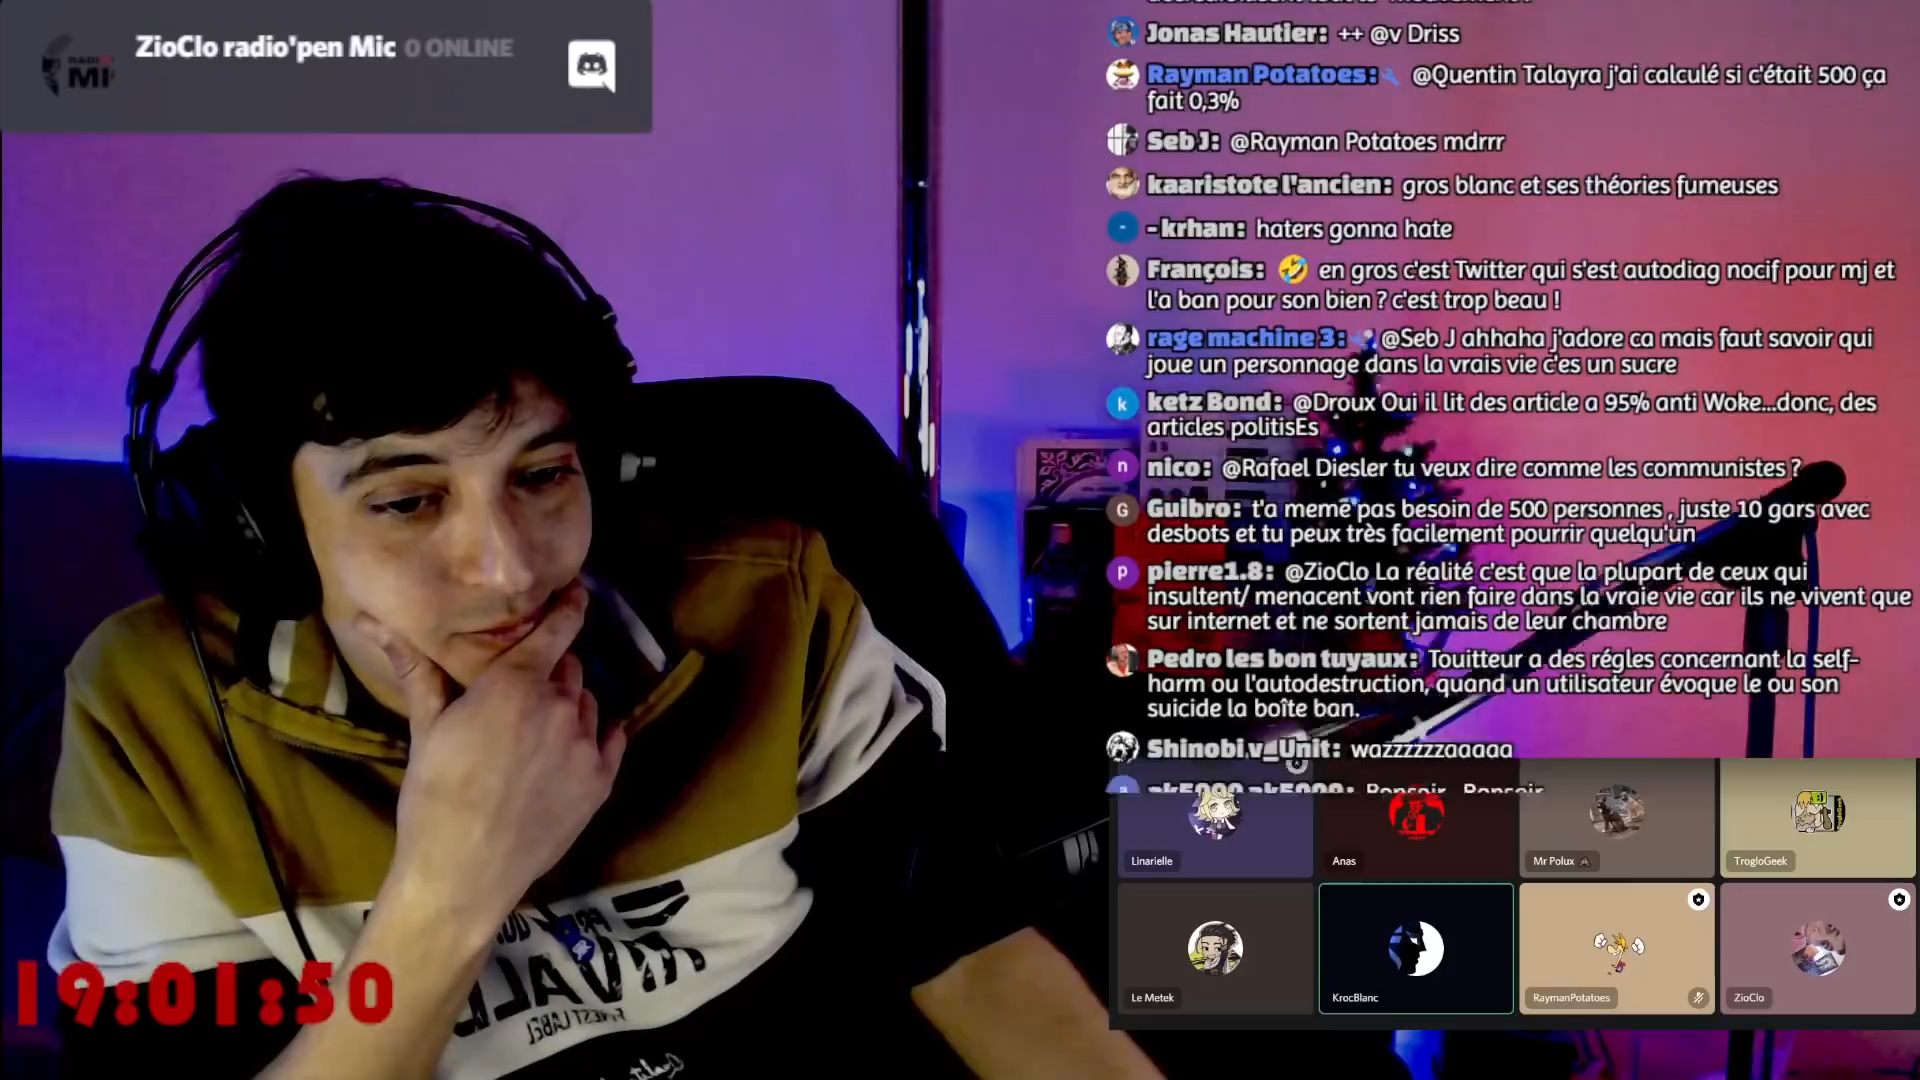 ZioClo radio'pen Mic 0 ONLINE
MI
Jonas Hautier: ++ @v Driss
Rayman Potatoes: @Quentin Talayra j'ai calculé si c'était 500 ça
fait 0,3%
Seb J: @Rayman Potatoes mdrrr
kaaristote l'ancien: gros blanc et ses théories fumeuses
- krhan: haters gonna hate
François: 🤣 en gros c'est Twitter qui s'est autodiag nocif pour mj et
l'a ban pour son bien ? c'est trop beau !
rage machine 3: @Seb J ahhaha j'adore ca mais faut savoir qui
joue un personnage dans la vrais vie c'es un sucre
k ketz Bond: @Droux Oui il lit des article a 95% anti Woke...donc, des
articles politisEs
n nico: @Rafael Diesler tu veux dire comme les communistes ?
G Guibro: t'a meme pas besoin de 500 personnes , juste 10 gars avec
desbots et tu peux très facilement pourrir quelqu'un
p pierre1.8: @ZioClo La réalité c'est que la plupart de ceux qui
insultent/ menacent vont rien faire dans la vraie vie car ils ne vivent que
sur internet et ne sortent jamais de leur chambre
Pedro les bon tuyaux: Touitteur a des régles concernant la self-
harm ou l'autodestruction, quand un utilisateur évoque le ou son
suicide la boîte ban.
Shinobi.v_Unit: wazzzzzaaaaa
Linarielle
Anas
Mr Polux
TrogloGeek
Le Metek
KrocBlanc
RaymanPotatoes
ZioClo
19:01:50